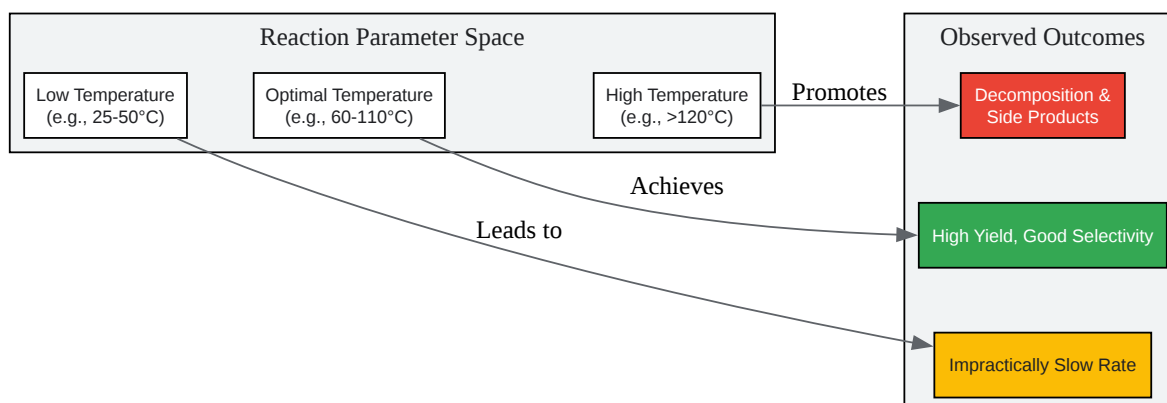 Reaction Parameter Space
Low Temperature
(e.g., 25-50°C)
Optimal Temperature
(e.g., 60-110°C)
High Temperature
(e.g., >120°C)
Promotes
Achieves
Leads to
Observed Outcomes
Decomposition &
Side Products
High Yield, Good Selectivity
Impractically Slow Rate